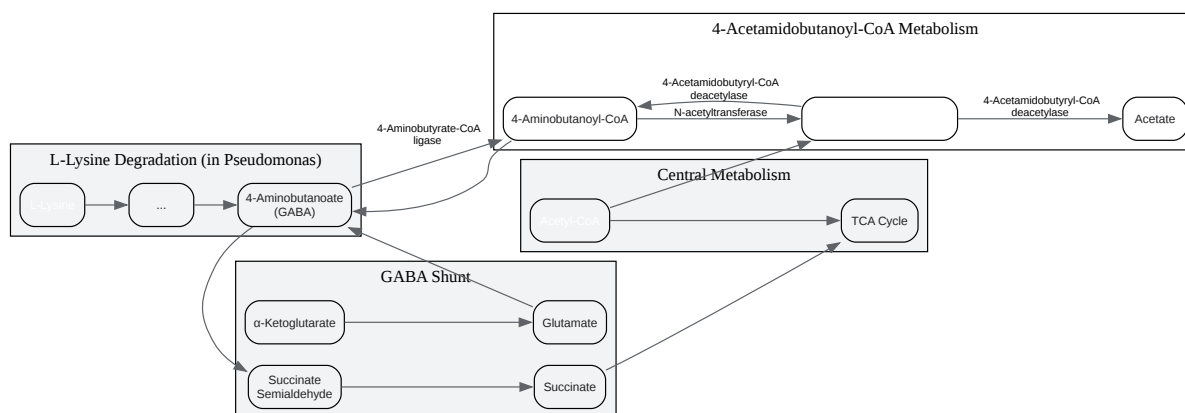 4-Acetamidobutanoyl-CoA Metabolism
4-Acetamidobutyryl-CoA
deacetylase
4-Aminobutanoyl-CoA
N-acetyltransferase
4-Acetamidobutyryl-CoA
deacetylase
Acetate
4-Aminobutyrate-CoA
ligase
L-Lysine Degradation (in Pseudomonas)
L-Lysine
...
4-Aminobutanoate
(GABA)
Central Metabolism
Acetyl-CoA
TCA Cycle
GABA Shunt
α-Ketoglutarate
Glutamate
Succinate
Semialdehyde
Succinate